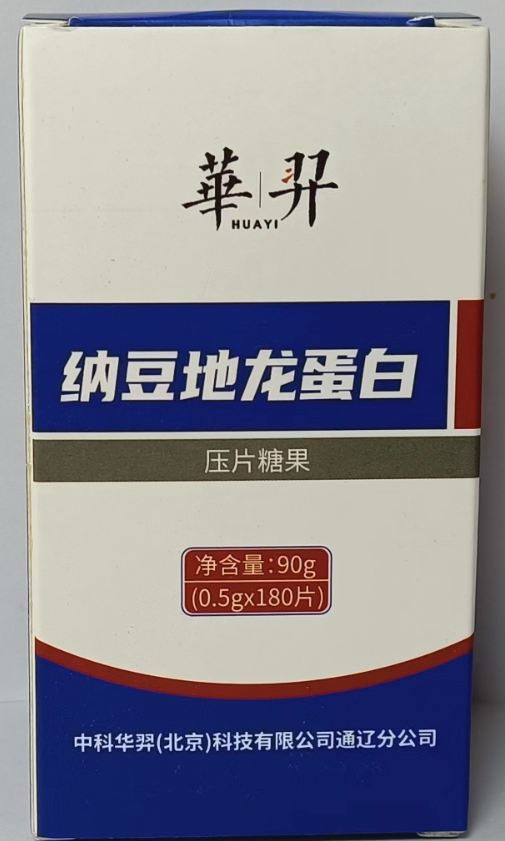 華羿
HUAYI
纳豆地龙蛋白
压片糖果
净含量:90g
(0.5gx180片)
中科华羿(北京)科技有限公司通辽分公司